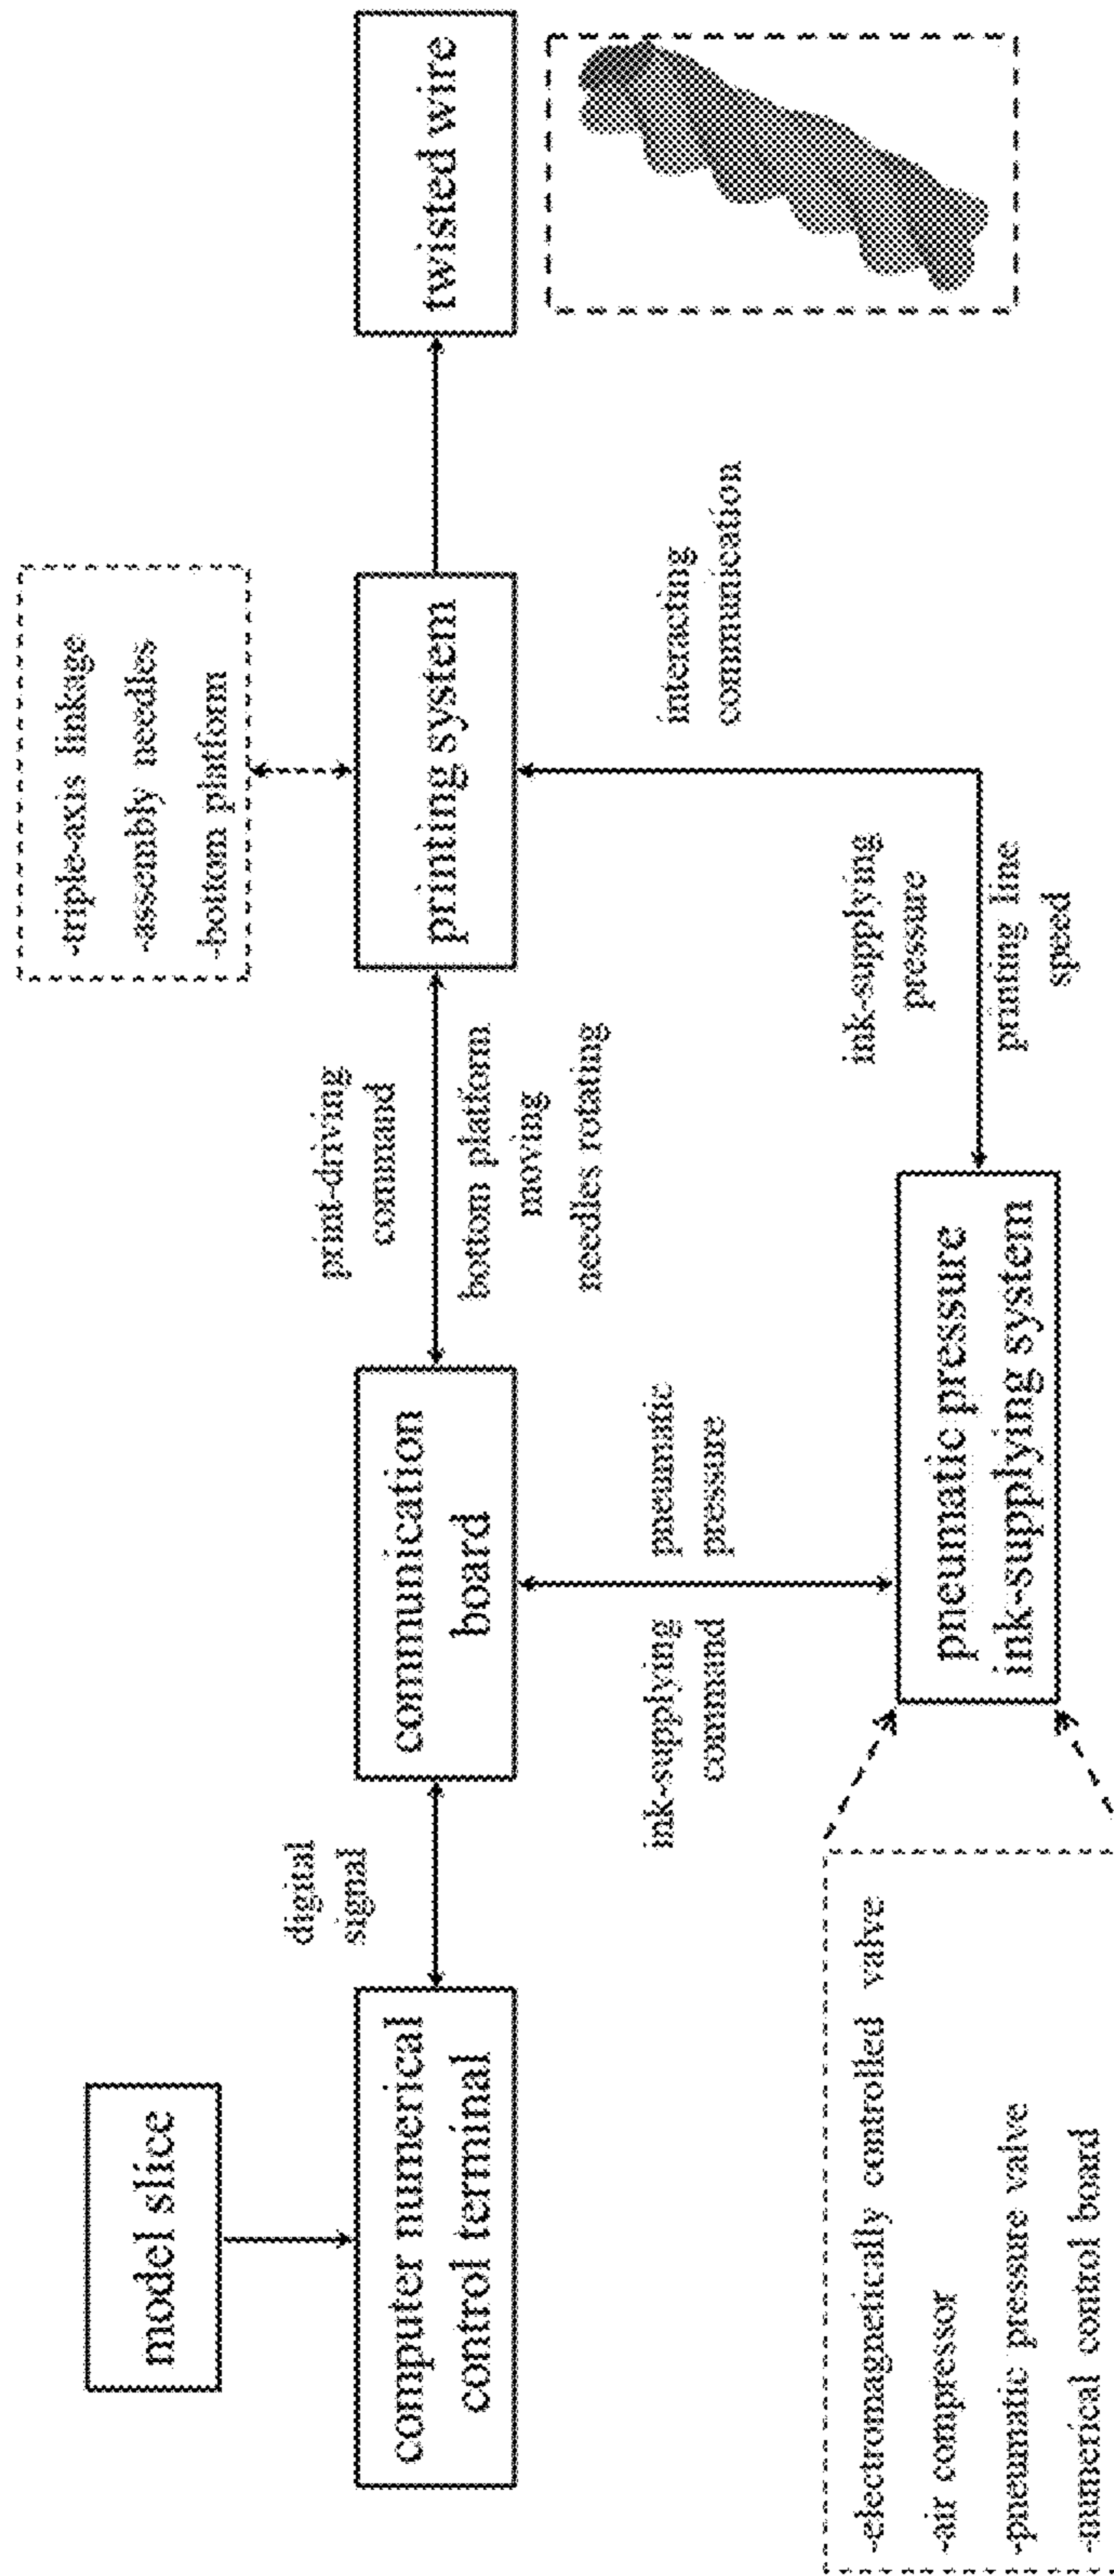 model slice
computer numerical
control terminal
digital
signal
communication
board
print-driving
command
bottom platform
moving
needles rotating
-triple-axis linkage
-assembly needles
-bottom platform
printing system
twisted wire
ink-supplying
command
pneumatic
pressure
interacting
communication
ink-supplying
pressure
printing line
speed
pneumatic pressure
ink-supplying system
-electromagnetically controlled valve
-air compressor
-pneumatic pressure valve
-numerical control board